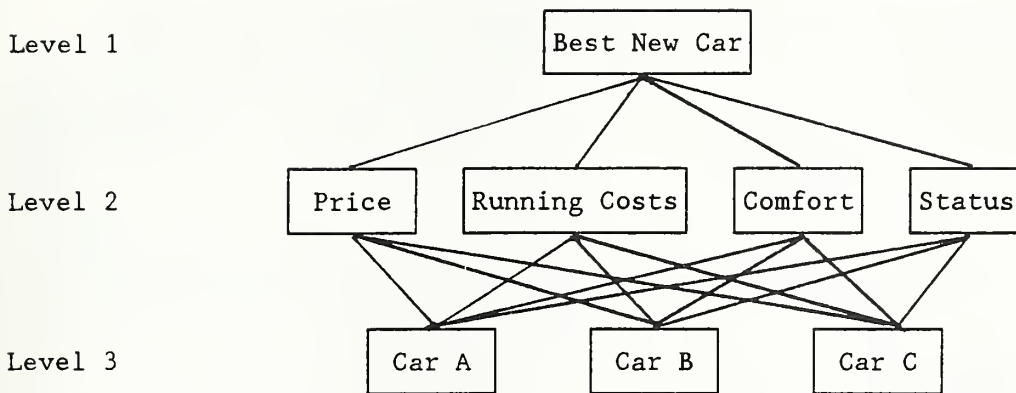 Level 1 Best New Car
Level 2 Price Running Costs Comfort Status
Level 3 Car A Car B Car C